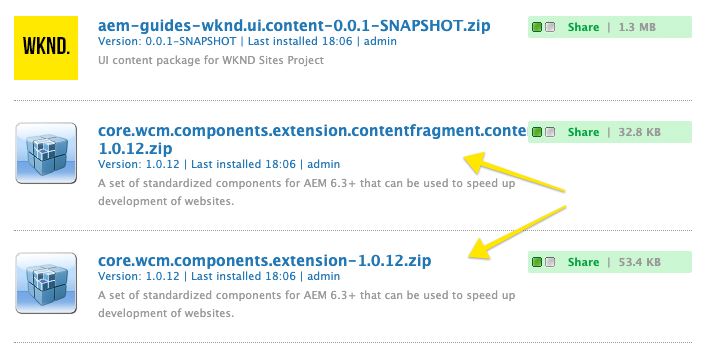 WKND.
aem-guides-wknd.ui.content-0.0.1-SNAPSHOT.zip
Version: 0.0.1-SNAPSHOT | Last installed 18:06 | admin
UI content package for WKND Sites Project
Share | 1.3 MB
core.wcm.components.extension.contentfragment.conte
1.0.12.zip
Version: 1.0.12 | Last installed 18:06 | admin
A set of standardized components for AEM 6.3+ that can be used to speed up
development of websites.
Share | 32.8 KB
core.wcm.components.extension-1.0.12.zip
Version: 1.0.12 | Last installed 18:06 | admin
A set of standardized components for AEM 6.3+ that can be used to speed up
development of websites.
Share | 53.4 KB